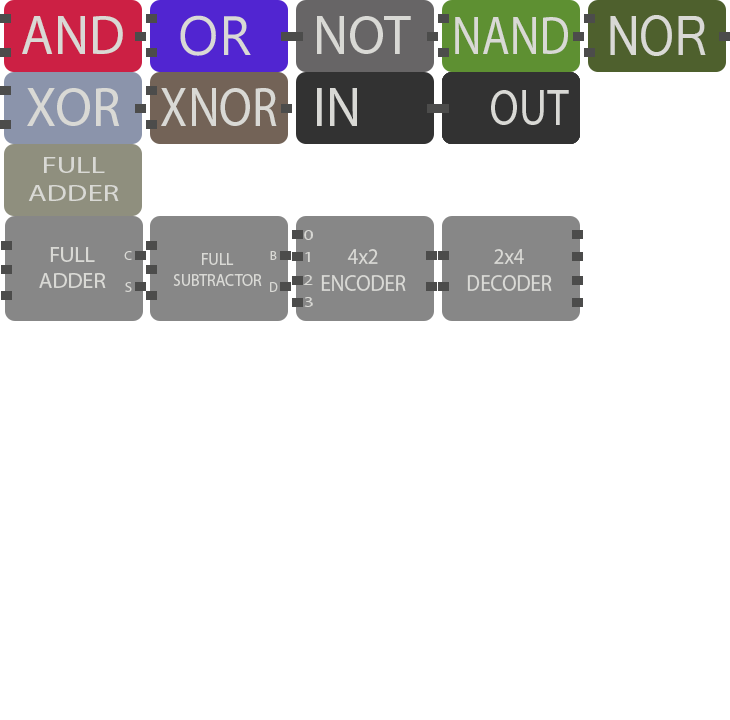 AND OR NOT NAND NOR
XOR XNOR IN OUT
FULL
ADDER
FULL ADDER C S
FULL SUBTRACTOR B D
0 1 2 3 4x2 ENCODER
2x4 DECODER